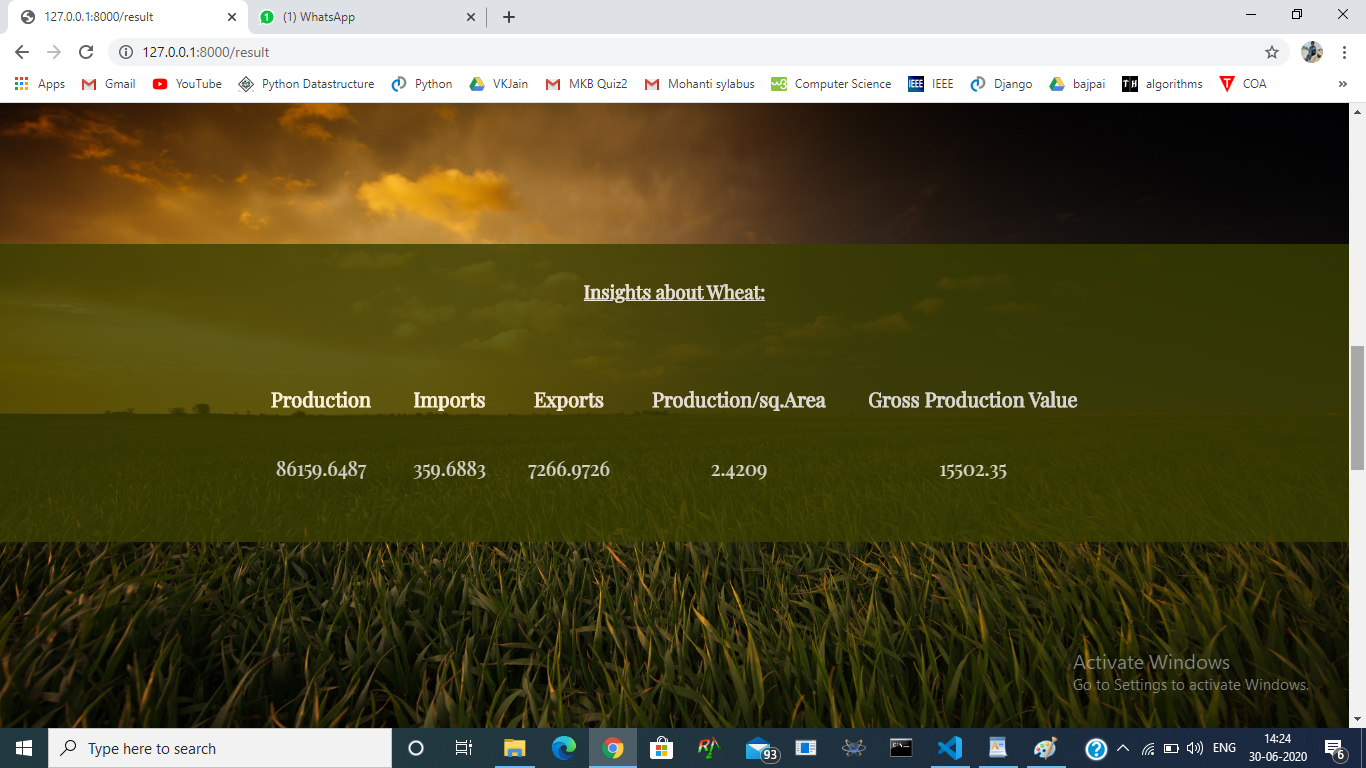 127.0.0.1:8000/result
(1) WhatsApp
127.0.0.1:8000/result
Apps Gmail YouTube Python Datastructure Python VKJain MKB Quiz2 Mohanti sylabus Computer Science IEEE IEEE Django bajpai algorithms COA »
Insights about Wheat:
Production Imports Exports Production/sq.Area Gross Production Value
86159.6487 359.6883 7266.9726 2.4209 15502.35
Activate Windows
Go to Settings to activate Windows.
Type here to search
93
ENG
14:24
30-06-2020
6